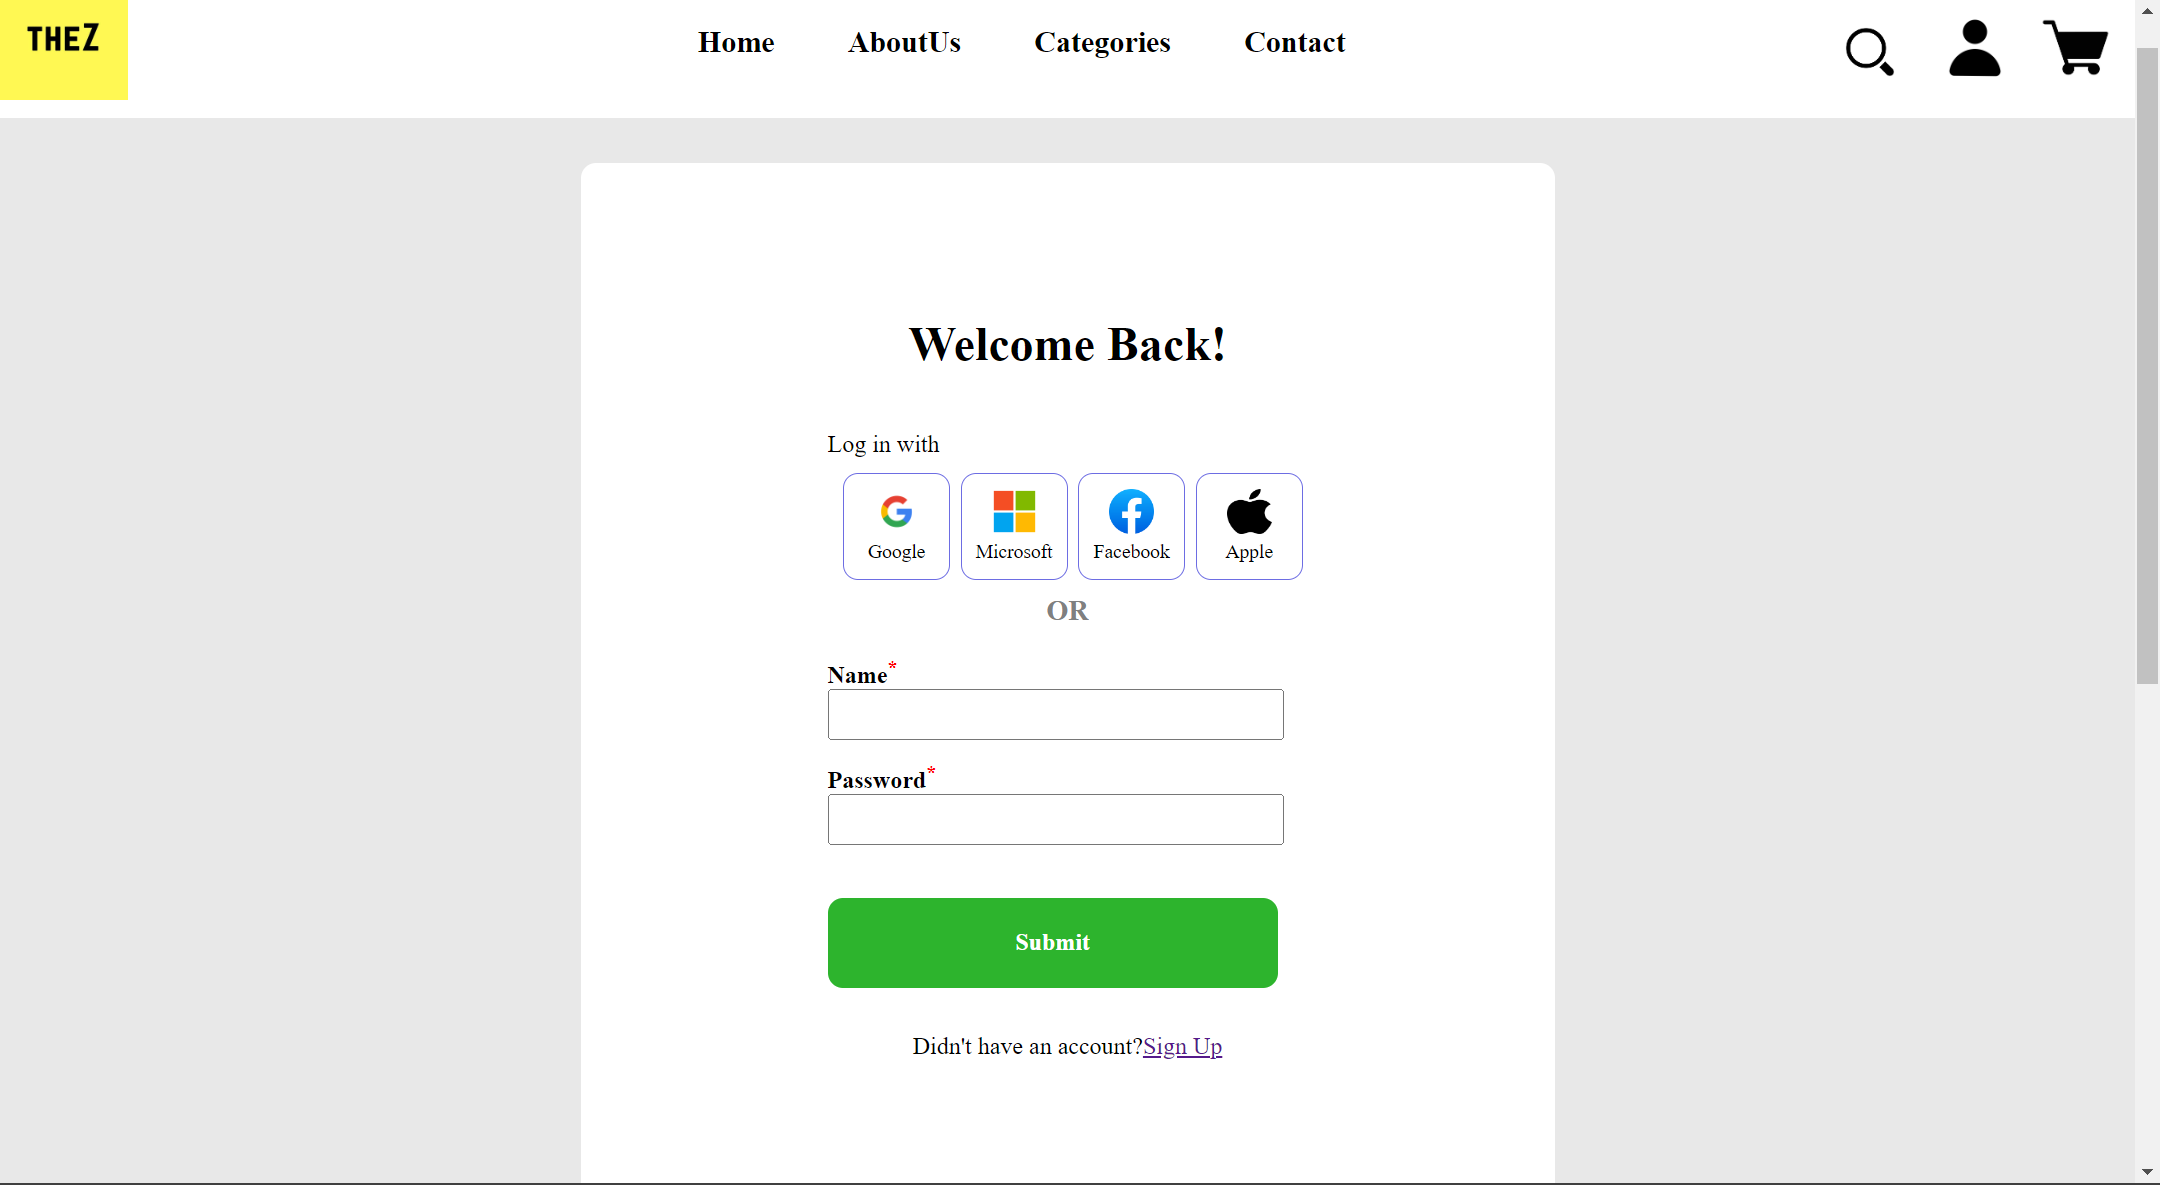 THEZ
Home AboutUs Categories Contact
Welcome Back!
Log in with
Google Microsoft Facebook Apple
OR
Name*
Password*
Submit
Didn't have an account?Sign Up